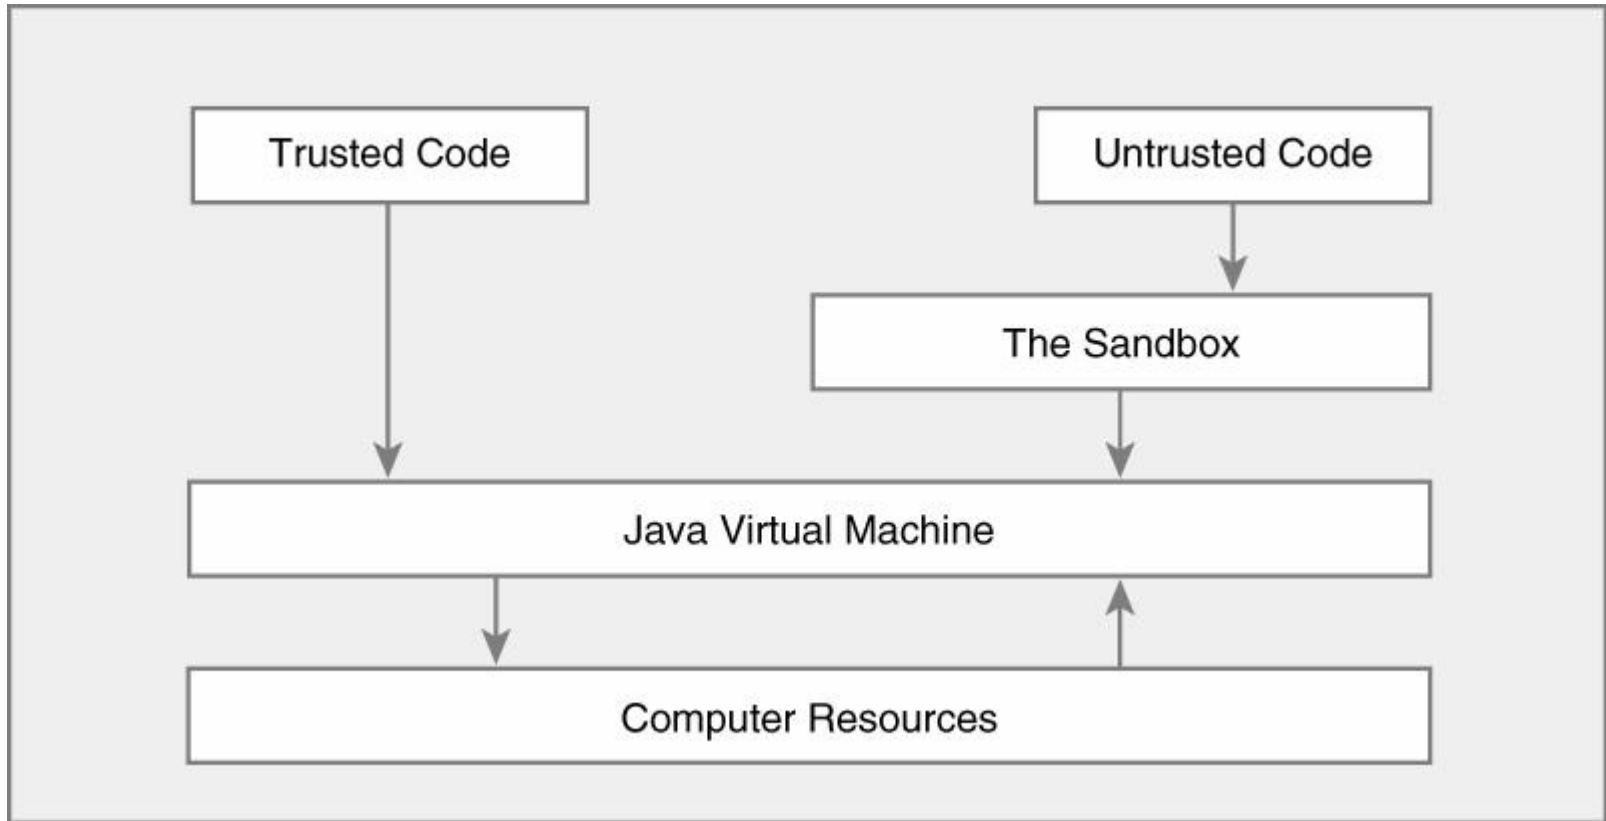 Trusted Code
Untrusted Code
The Sandbox
Java Virtual Machine
Computer Resources